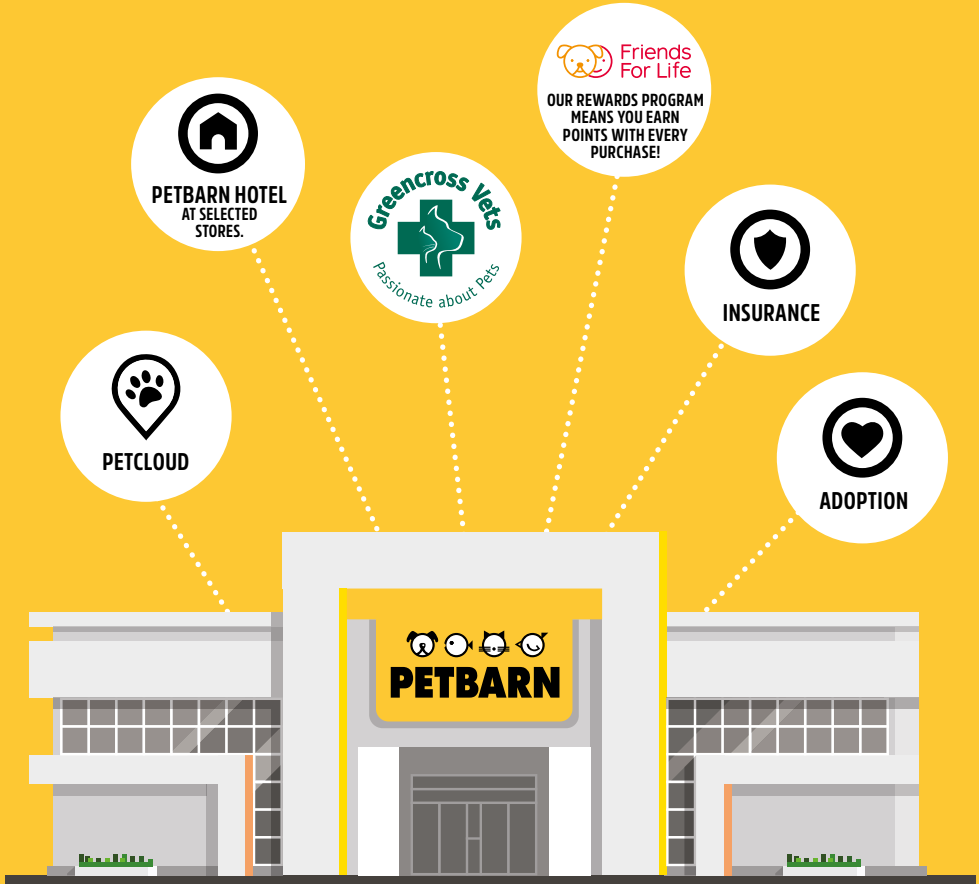 Friends
For Life
OUR REWARDS PROGRAM
MEANS YOU EARN
POINTS WITH EVERY
PURCHASE!
PETBARN HOTEL
AT SELECTED
STORES.
Greencross Vets
Passionate about Pets
INSURANCE
PETCLOUD
ADOPTION
PETBARN